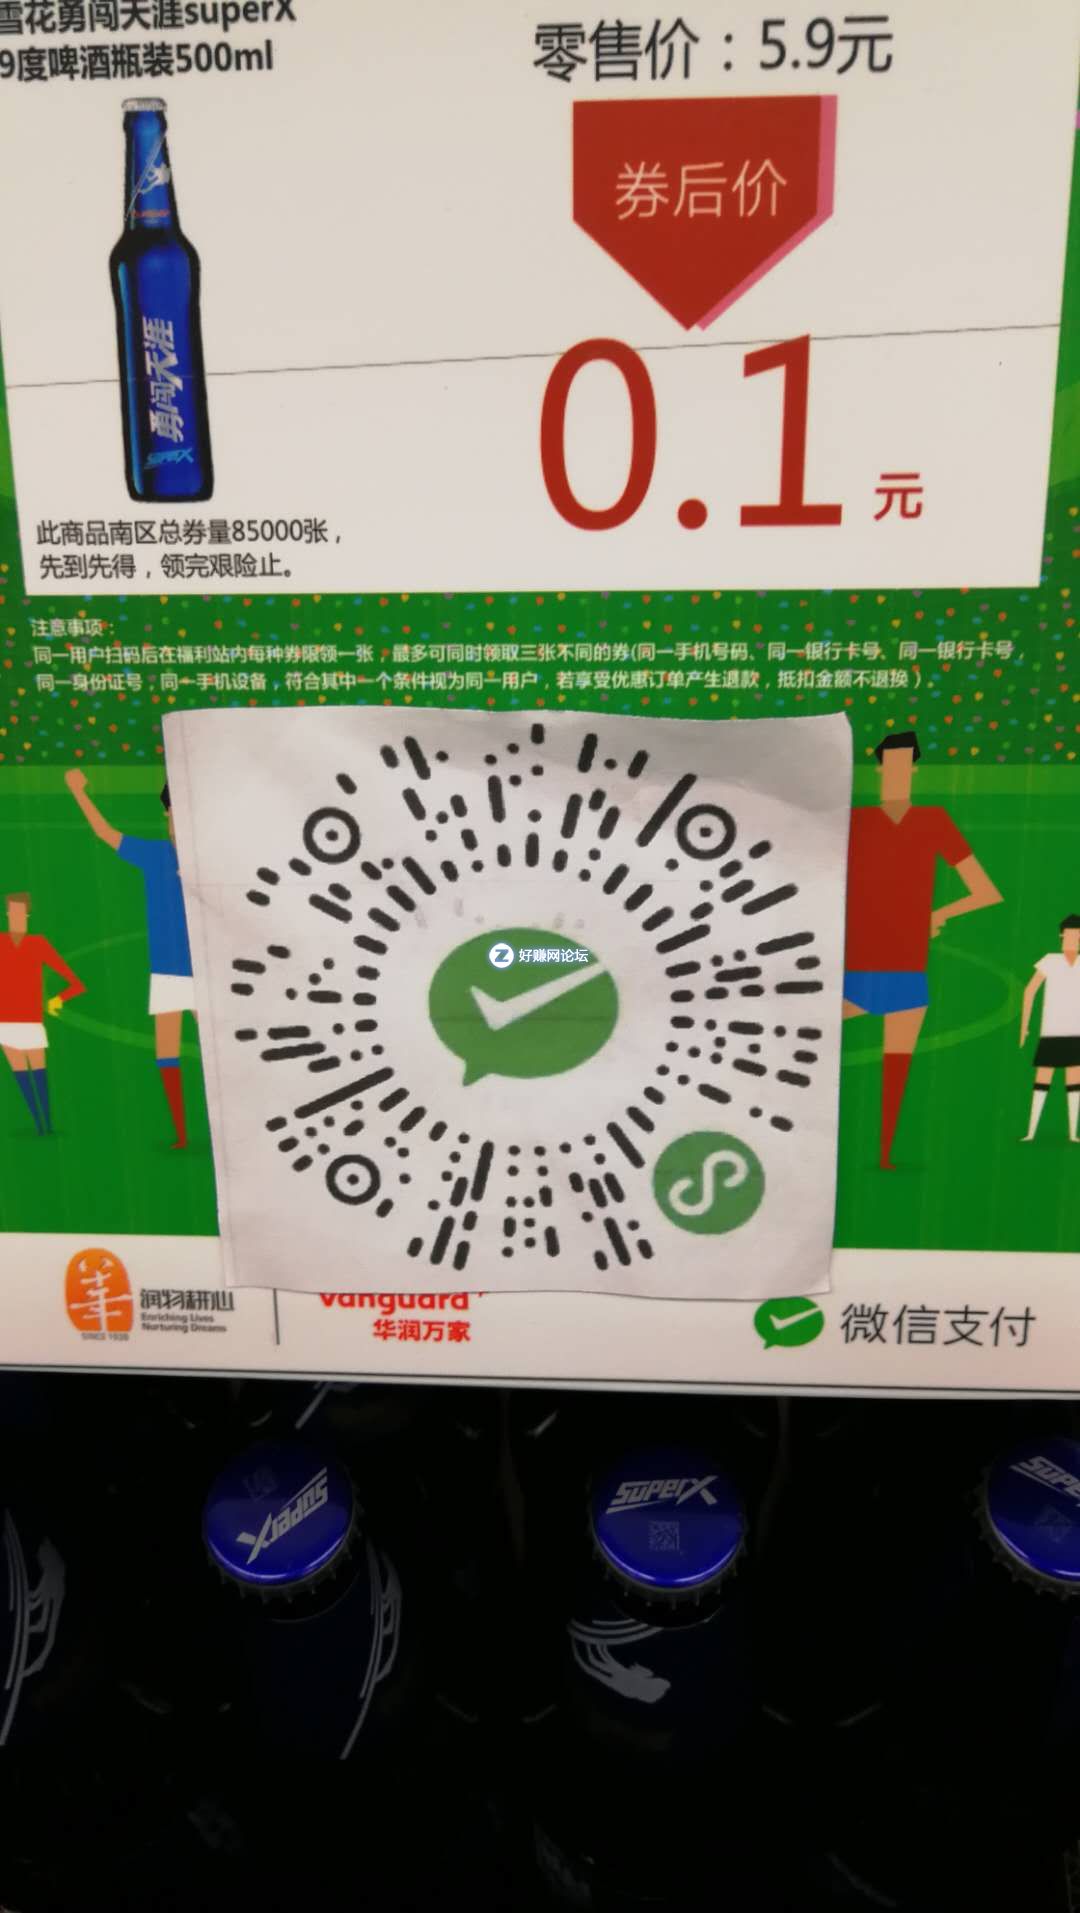 雪花勇闯天涯superX
9度啤酒瓶装500ml
零售价：5.9元
券后价
0.1元
勇闯天涯
superX
此商品南区总券量85000张，
先到先得，领完艰险止。
注意事项：
同一用户扫码后在福利站内每种券限领一张，最多可同时领取三张不同的券(同一手机号码、同一银行卡号、同一银行卡号，
同一身份证号，同一手机设备，符合其中一个条件视为同一用户，若享受优惠订单产生退款，抵扣金额不退换）。
Z 好赚网论坛
润物耕心
Enriching Lives
Nurturing Dreams
SINCE 1938
vanguard
华润万家
微信支付
superX
superX